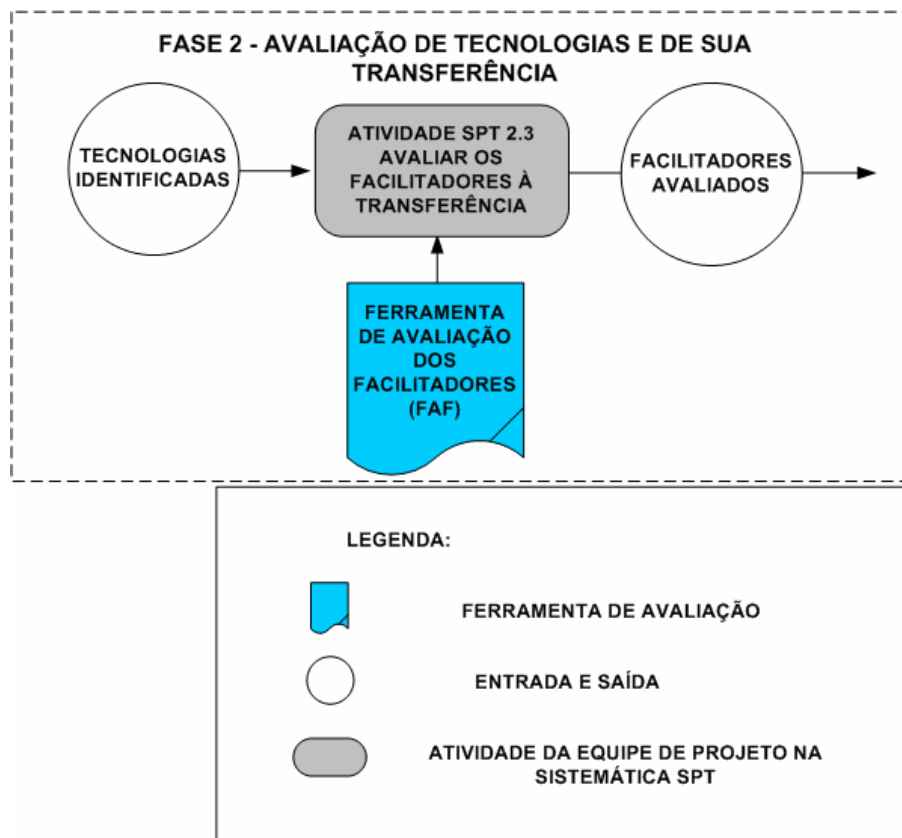 FASE 2 - AVALIAÇÃO DE TECNOLOGIAS E DE SUA
TRANSFERÊNCIA
TECNOLOGIAS
IDENTIFICADAS
ATIVIDADE SPT 2.3
AVALIAR OS
FACILITADORES À
TRANSFERÊNCIA
FACILITADORES
AVALIADOS
FERRAMENTA
DE AVALIAÇÃO
DOS
FACILITADORES
(FAF)
LEGENDA:
FERRAMENTA DE AVALIAÇÃO
ENTRADA E SAÍDA
ATIVIDADE DA EQUIPE DE PROJETO NA
SISTEMÁTICA SPT